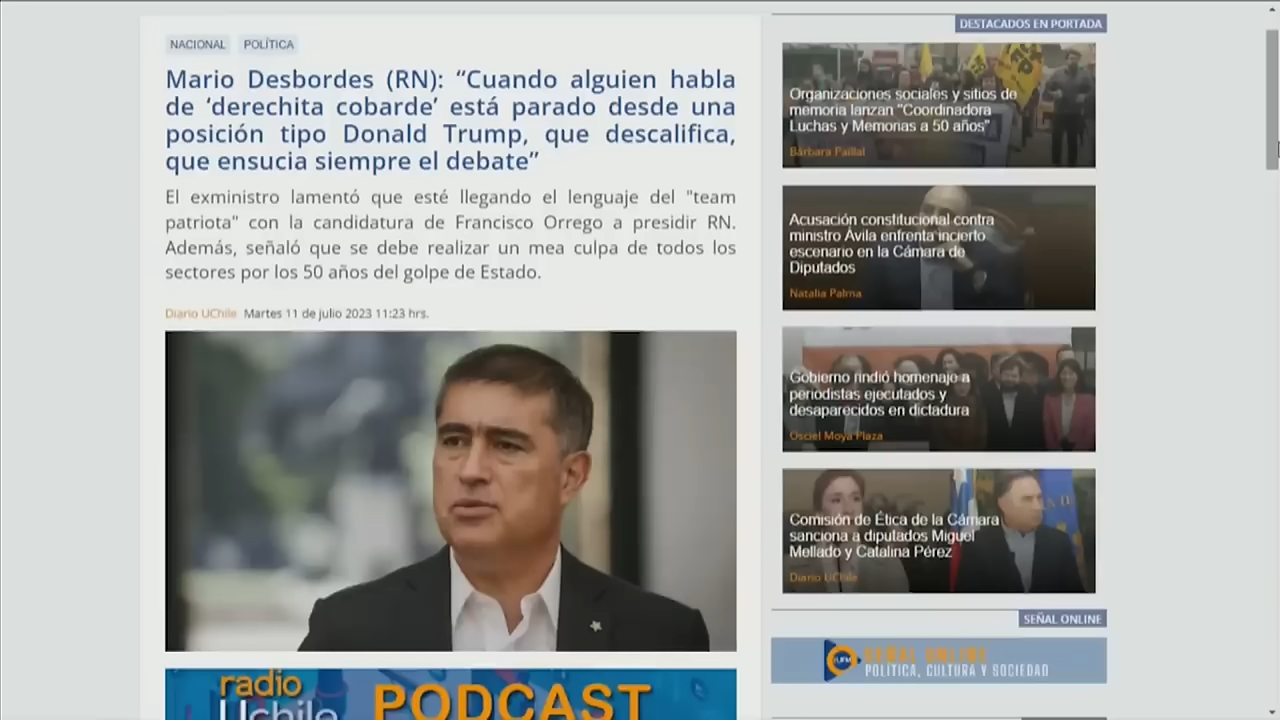 NACIONAL
POLÍTICA
Mario Desbordes (RN): “Cuando alguien habla
de ‘derechita cobarde’ está parado desde una
posición tipo Donald Trump, que descalifica,
que ensucia siempre el debate”
El exministro lamentó que esté llegando el lenguaje del "team
patriota" con la candidatura de Francisco Orrego a presidir RN.
Además, señaló que se debe realizar un mea culpa de todos los
sectores por los 50 años del golpe de Estado.
Diario UChile Martes 11 de julio 2023 11:23 hrs.
radio
Uchile
PODCAST
DESTACADOS EN PORTADA
Organizaciones sociales y sitios de
memoria lanzan "Coordinadora
Luchas y Memorias a 50 años"
Bárbara Paillal
Acusación constitucional contra
ministro Ávila enfrenta incierto
escenario en la Cámara de
Diputados
Natalia Palma
Gobierno rindió homenaje a
periodistas ejecutados y
desaparecidos en dictadura
Osciel Moya Plaza
Comisión de Ética de la Cámara
sanciona a diputados Miguel
Mellado y Catalina Pérez
Diario UChile
SEÑAL ONLINE
SEÑAL ONLINE
POLÍTICA, CULTURA Y SOCIEDAD